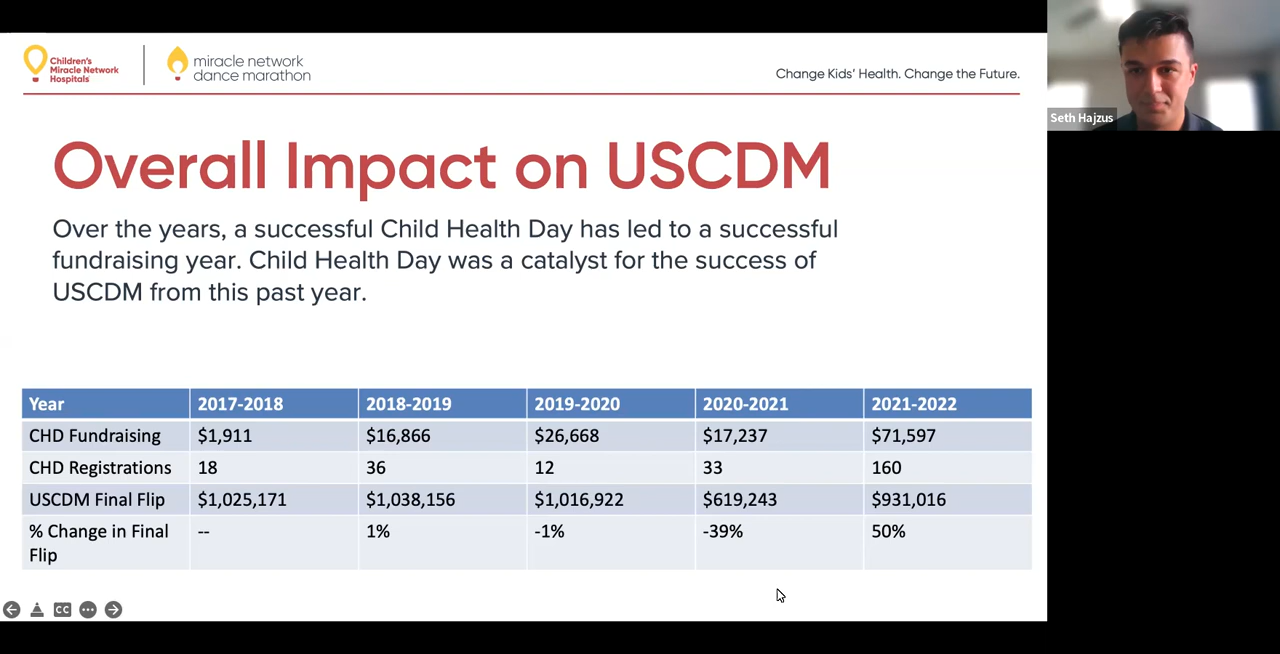 Children's
Miracle Network
Hospitals
miracle network
dance marathon
Change Kids' Health. Change the Future.
Seth Hajzus
Overall Impact on USCDM
Over the years, a successful Child Health Day has led to a successful
fundraising year. Child Health Day was a catalyst for the success of
USCDM from this past year.
Year 2017-2018 2018-2019 2019-2020 2020-2021 2021-2022
CHD Fundraising $1,911 $16,866 $26,668 $17,237 $71,597
CHD Registrations 18 36 12 33 160
USCDM Final Flip $1,025,171 $1,038,156 $1,016,922 $619,243 $931,016
% Change in Final -- 1% -1% -39% 50%
Flip
CC